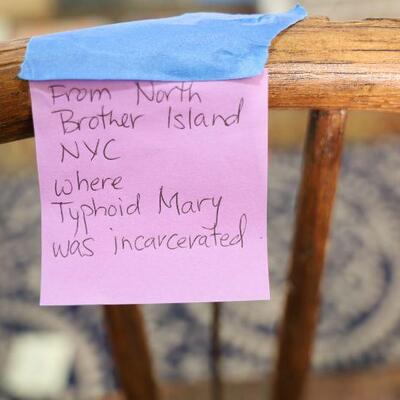 From North
Brother Island
NYC
where
Typhoid Mary
was incarcerated.